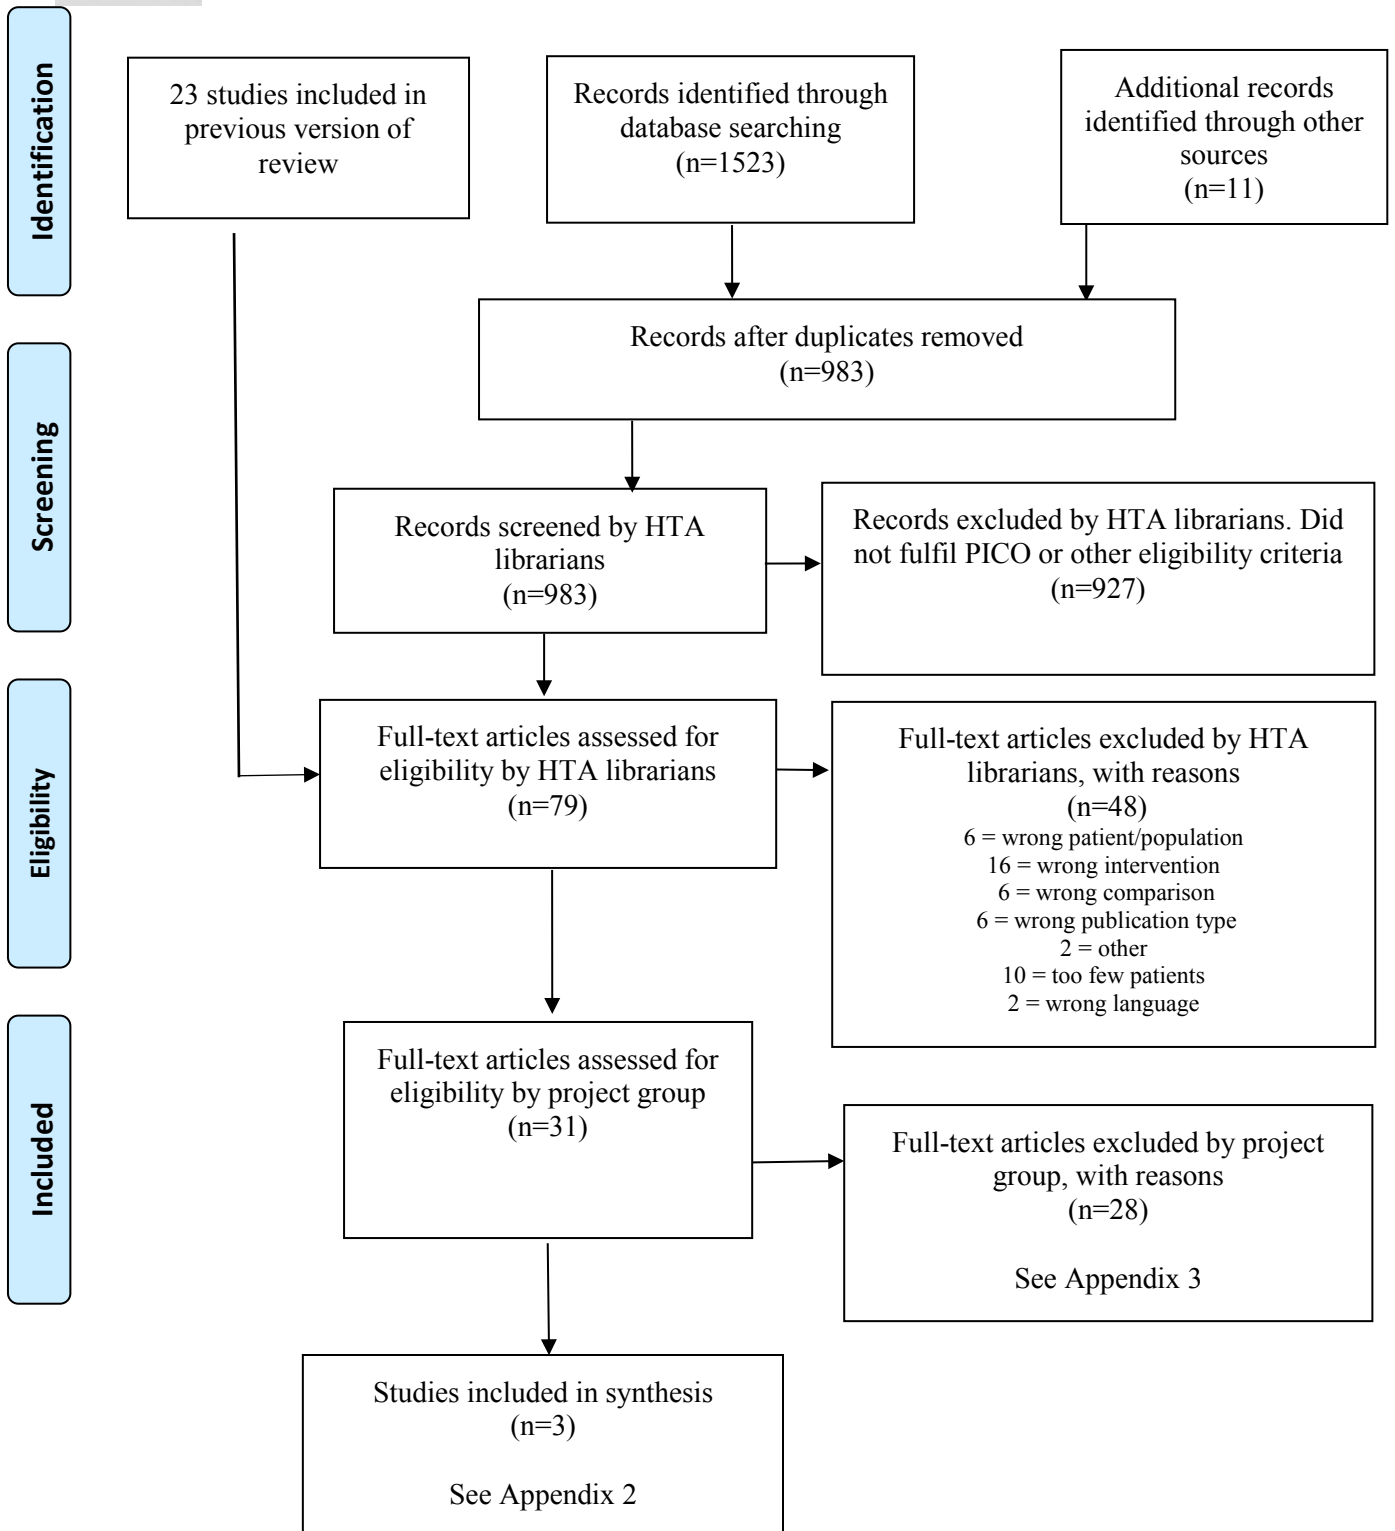 Identification
23 studies included in
previous version of
review
Records identified through
database searching
(n=1523)
Additional records
identified through other
sources
(n=11)
Records after duplicates removed
(n=983)
Screening
Records screened by HTA
librarians
(n=983)
Records excluded by HTA librarians. Did
not fulfil PICO or other eligibility criteria
(n=927)
Eligibility
Full-text articles assessed for
eligibility by HTA librarians
(n=79)
Full-text articles excluded by HTA
librarians, with reasons
(n=48)
6 = wrong patient/population
16 = wrong intervention
6 = wrong comparison
6 = wrong publication type
2 = other
10 = too few patients
2 = wrong language
Included
Full-text articles assessed for
eligibility by project group
(n=31)
Full-text articles excluded by project
group, with reasons
(n=28)
See Appendix 3
Studies included in synthesis
(n=3)
See Appendix 2